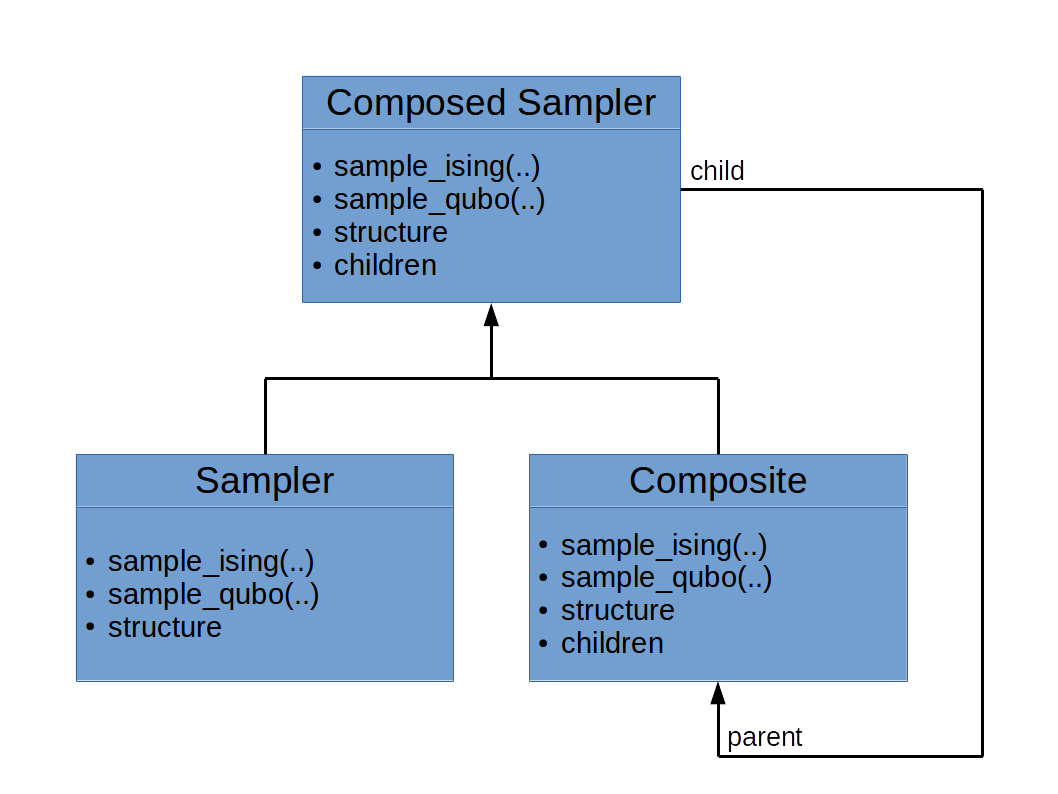 Composed Sampler
• sample_ising(..)
• sample_qubo(..)
• structure
• children
child
Sampler
• sample_ising(..)
• sample_qubo(..)
• structure
Composite
• sample_ising(..)
• sample_qubo(..)
• structure
• children
parent